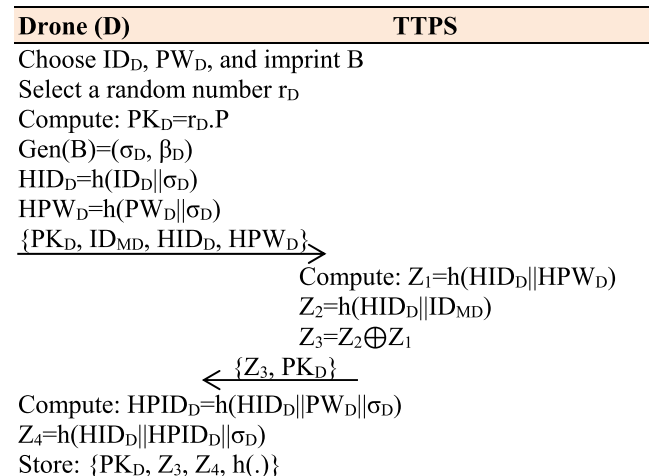 Drone (D) TTPS
Choose ID_D, PW_D, and imprint B
Select a random number r_D
Compute: PK_D=r_D.P
Gen(B)=(σ_D, β_D)
HID_D=h(ID_D||σ_D)
HPW_D=h(PW_D||σ_D)
{PK_D, ID_MD, HID_D, HPW_D}
Compute: Z_1=h(HID_D||HPW_D)
Z_2=h(HID_D||ID_MD)
Z_3=Z_2⊕Z_1
{Z_3, PK_D}
Compute: HPID_D=h(HID_D||PW_D||σ_D)
Z_4=h(HID_D||HPID_D||σ_D)
Store: {PK_D, Z_3, Z_4, h(.)}